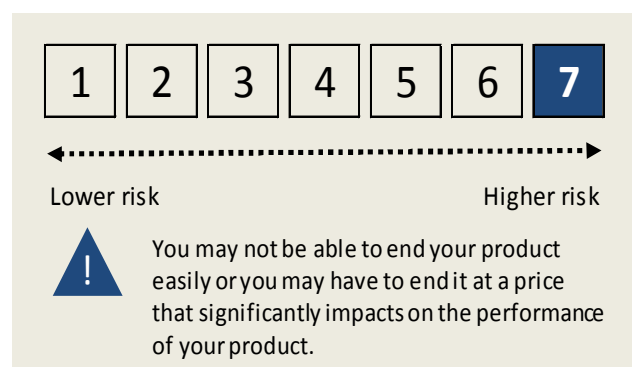 1 2 3 4 5 6 7
Lower risk Higher risk
!
You may not be able to end your product
easily or you may have to end it at a price
that significantly impacts on the performance
of your product.